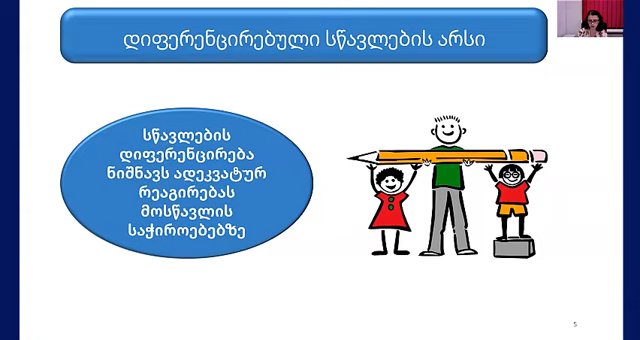 დიფერენცირებული სწავლების არსი
სწავლების
დიფერენცირება
ნიშნავს ადეკვატურ
რეაგირებას
მოსწავლის
საჭიროებებზე
5